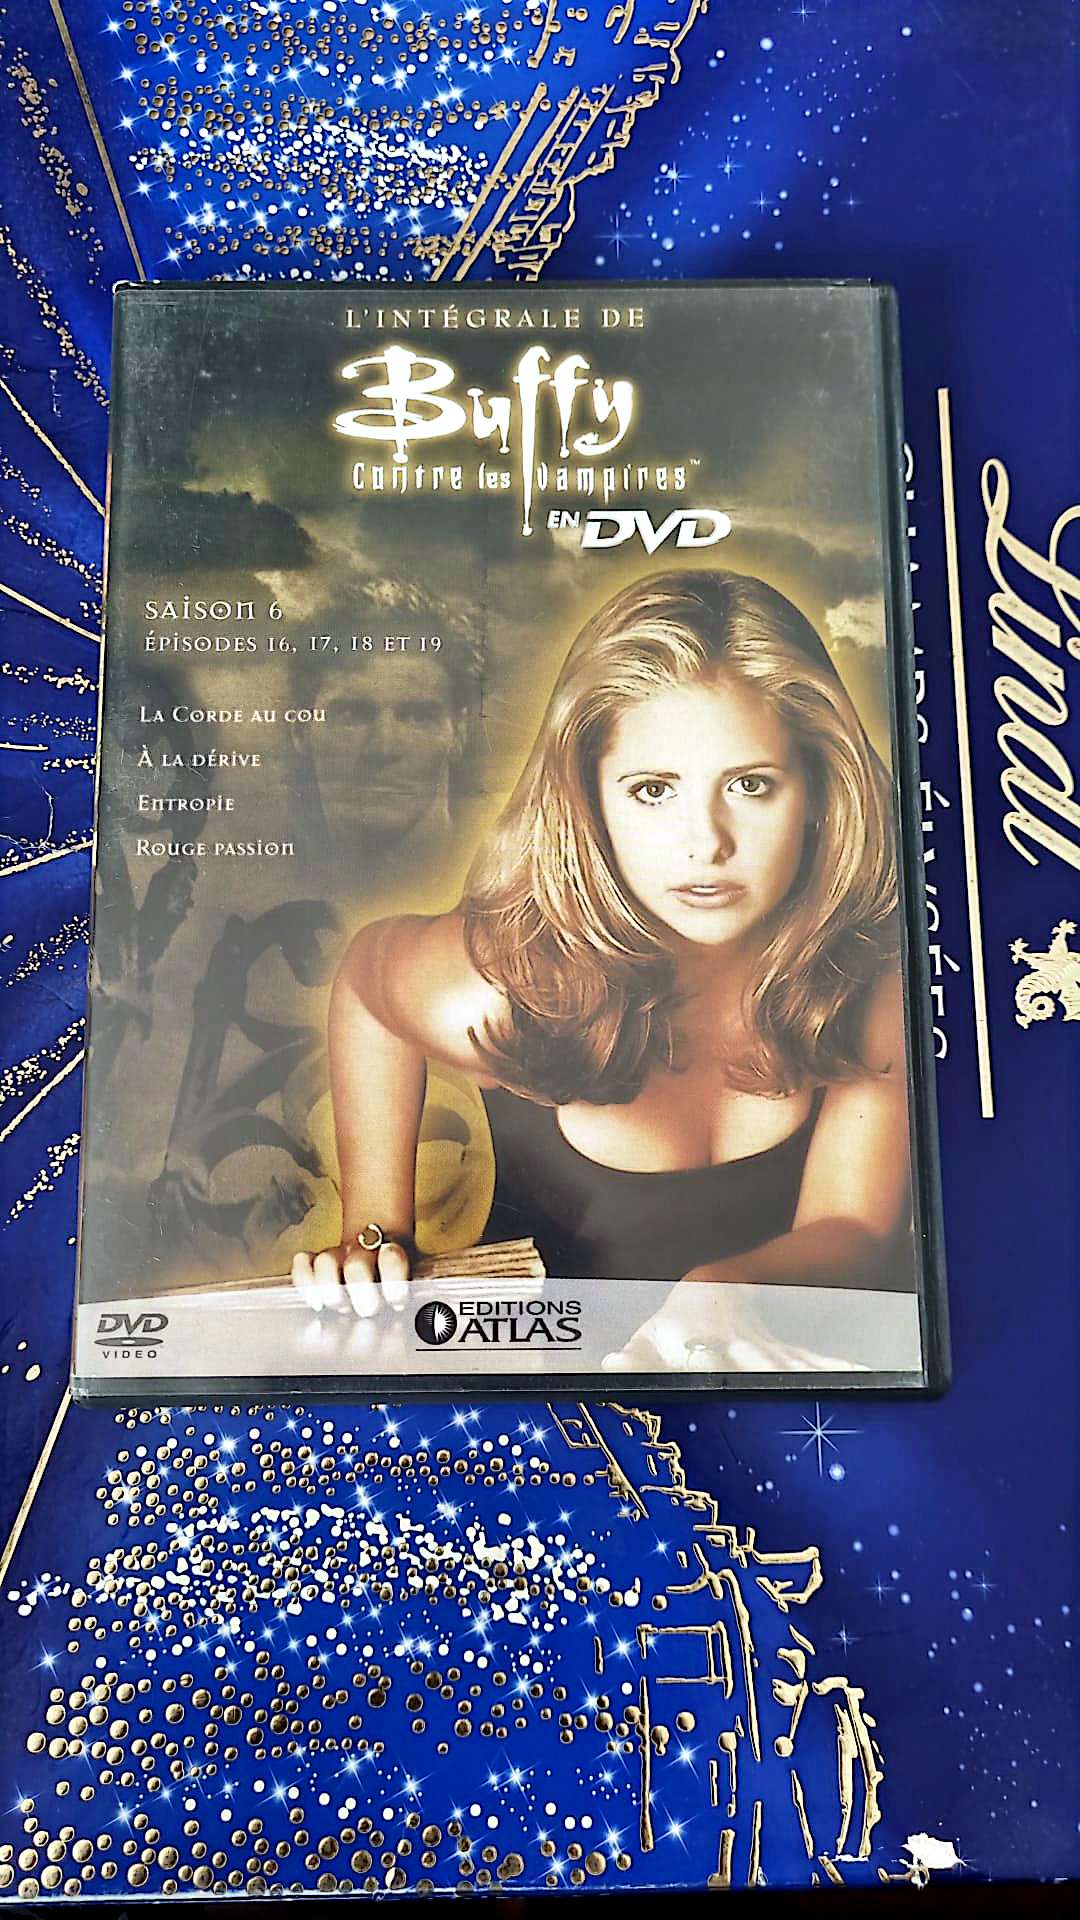 L'INTÉGRALE DE
Buffy
Contre les Vampires™
EN DVD
SAISON 6
ÉPISODES 16, 17, 18 ET 19
LA CORDE AU COU
À LA DÉRIVE
ENTROPIE
ROUGE PASSION
DVD
VIDEO
EDITIONS
ATLAS
Lindt